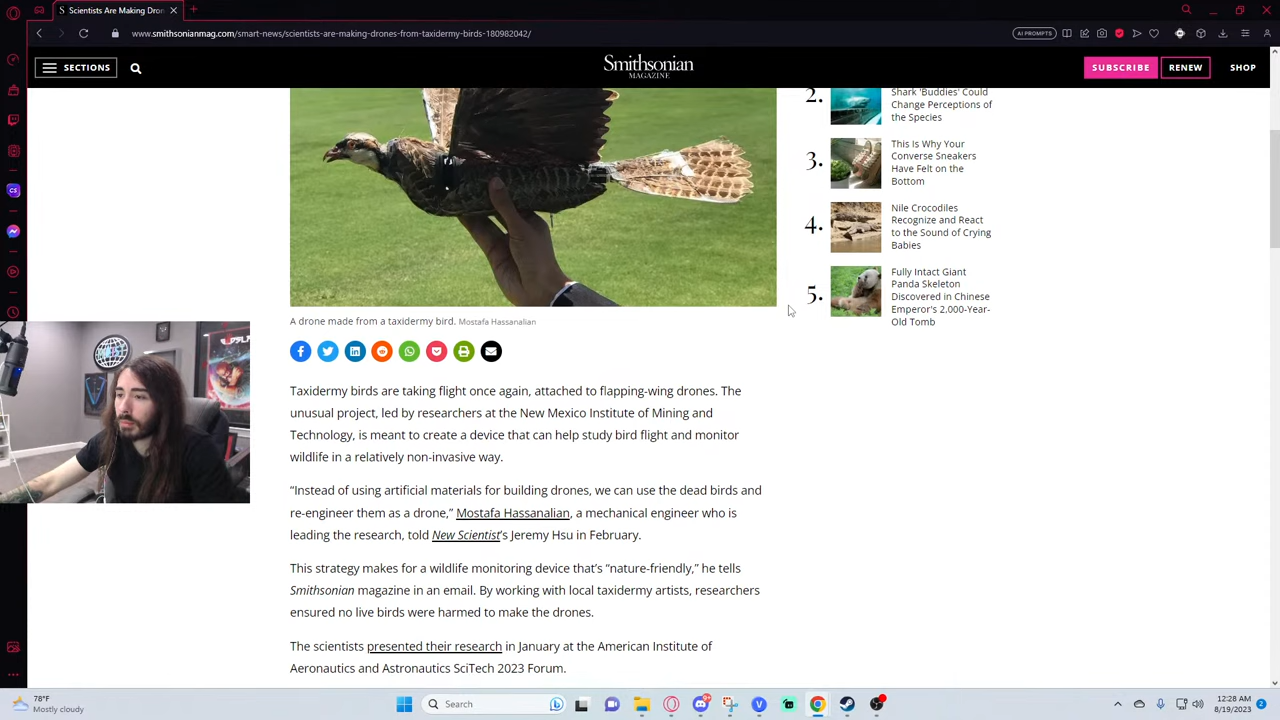 Scientists Are Making Dron
www.smithsonianmag.com/smart-news/scientists-are-making-drones-from-taxidermy-birds-180982042/
AI PROMPTS
SECTIONS
Smithsonian
MAGAZINE
SUBSCRIBE
RENEW
SHOP
2.
Shark 'Buddies' Could
Change Perceptions of
the Species
3.
This Is Why Your
Converse Sneakers
Have Felt on the
Bottom
4.
Nile Crocodiles
Recognize and React
to the Sound of Crying
Babies
5.
Fully Intact Giant
Panda Skeleton
Discovered in Chinese
Emperor's 2,000-Year-
Old Tomb
A drone made from a taxidermy bird. Mostafa Hassanalian
Taxidermy birds are taking flight once again, attached to flapping-wing drones. The
unusual project, led by researchers at the New Mexico Institute of Mining and
Technology, is meant to create a device that can help study bird flight and monitor
wildlife in a relatively non-invasive way.
“Instead of using artificial materials for building drones, we can use the dead birds and
re-engineer them as a drone,” Mostafa Hassanalian, a mechanical engineer who is
leading the research, told New Scientist’s Jeremy Hsu in February.
This strategy makes for a wildlife monitoring device that’s “nature-friendly,” he tells
Smithsonian magazine in an email. By working with local taxidermy artists, researchers
ensured no live birds were harmed to make the drones.
The scientists presented their research in January at the American Institute of
Aeronautics and Astronautics SciTech 2023 Forum.
78°F
Mostly cloudy
Search
12:28 AM
8/19/2023